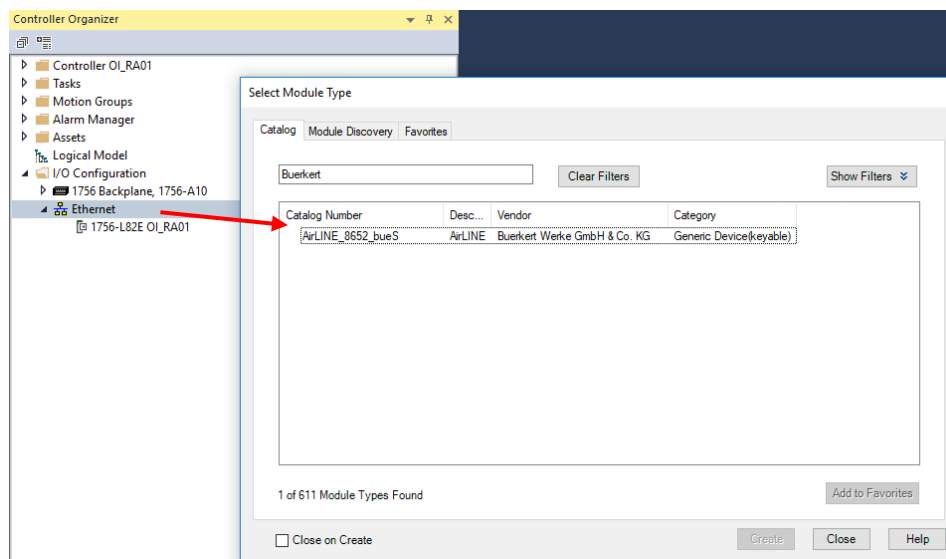 Controller Organizer
Controller OI_RA01
Tasks
Motion Groups
Alarm Manager
Assets
Logical Model
I/O Configuration
1756 Backplane, 1756-A10
Ethernet
1756-L82E OI_RA01
Select Module Type
Catalog Module Discovery Favorites
Buerkert Clear Filters Show Filters
Catalog Number Desc... Vendor Category
AirLINE_8652_bueS AirLINE Buerkert Werke GmbH & Co. KG Generic Device(keyable)
1 of 611 Module Types Found Add to Favorites
Close on Create Create Close Help